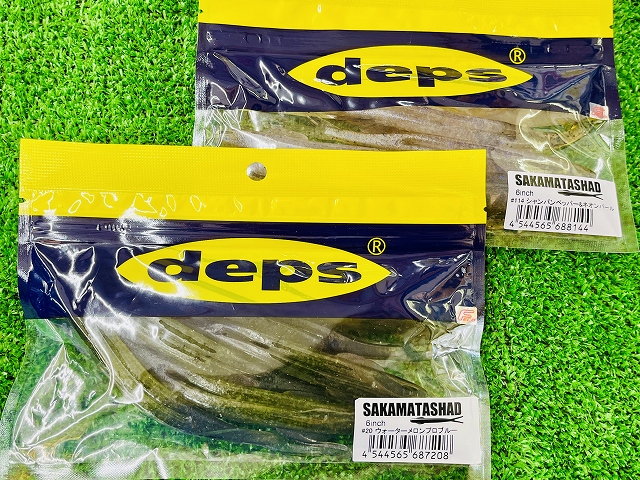 deps®
SAKAMATASHAD
6inch
#114 シャンパンペッパー&ネオンパール
4 544565 688144
deps®
SAKAMATASHAD
6inch
#20 ウォーターメロンプロブルー
4 544565 687208